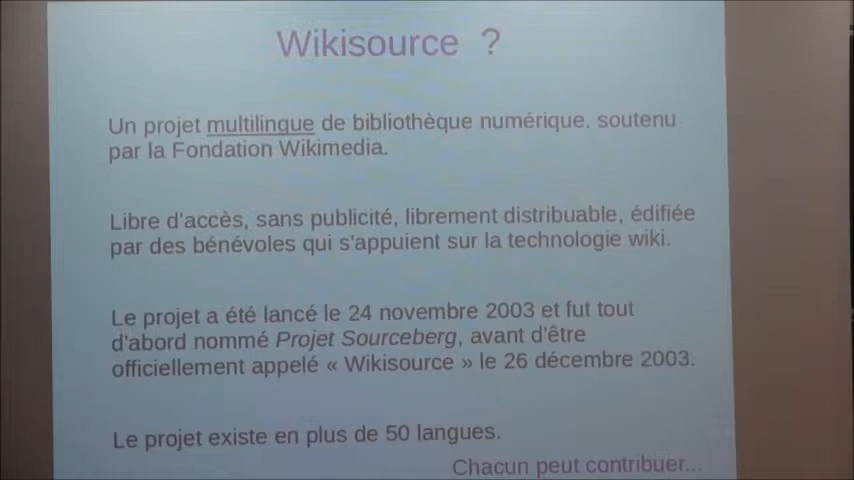 Wikisource ?
Un projet multilingue de bibliothèque numérique. soutenu
par la Fondation Wikimedia.
Libre d'accès, sans publicité, librement distribuable, édifiée
par des bénévoles qui s'appuient sur la technologie wiki.
Le projet a été lancé le 24 novembre 2003 et fut tout
d'abord nommé Projet Sourceberg, avant d'être
officiellement appelé « Wikisource » le 26 décembre 2003.
Le projet existe en plus de 50 langues.
Chacun peut contribuer...